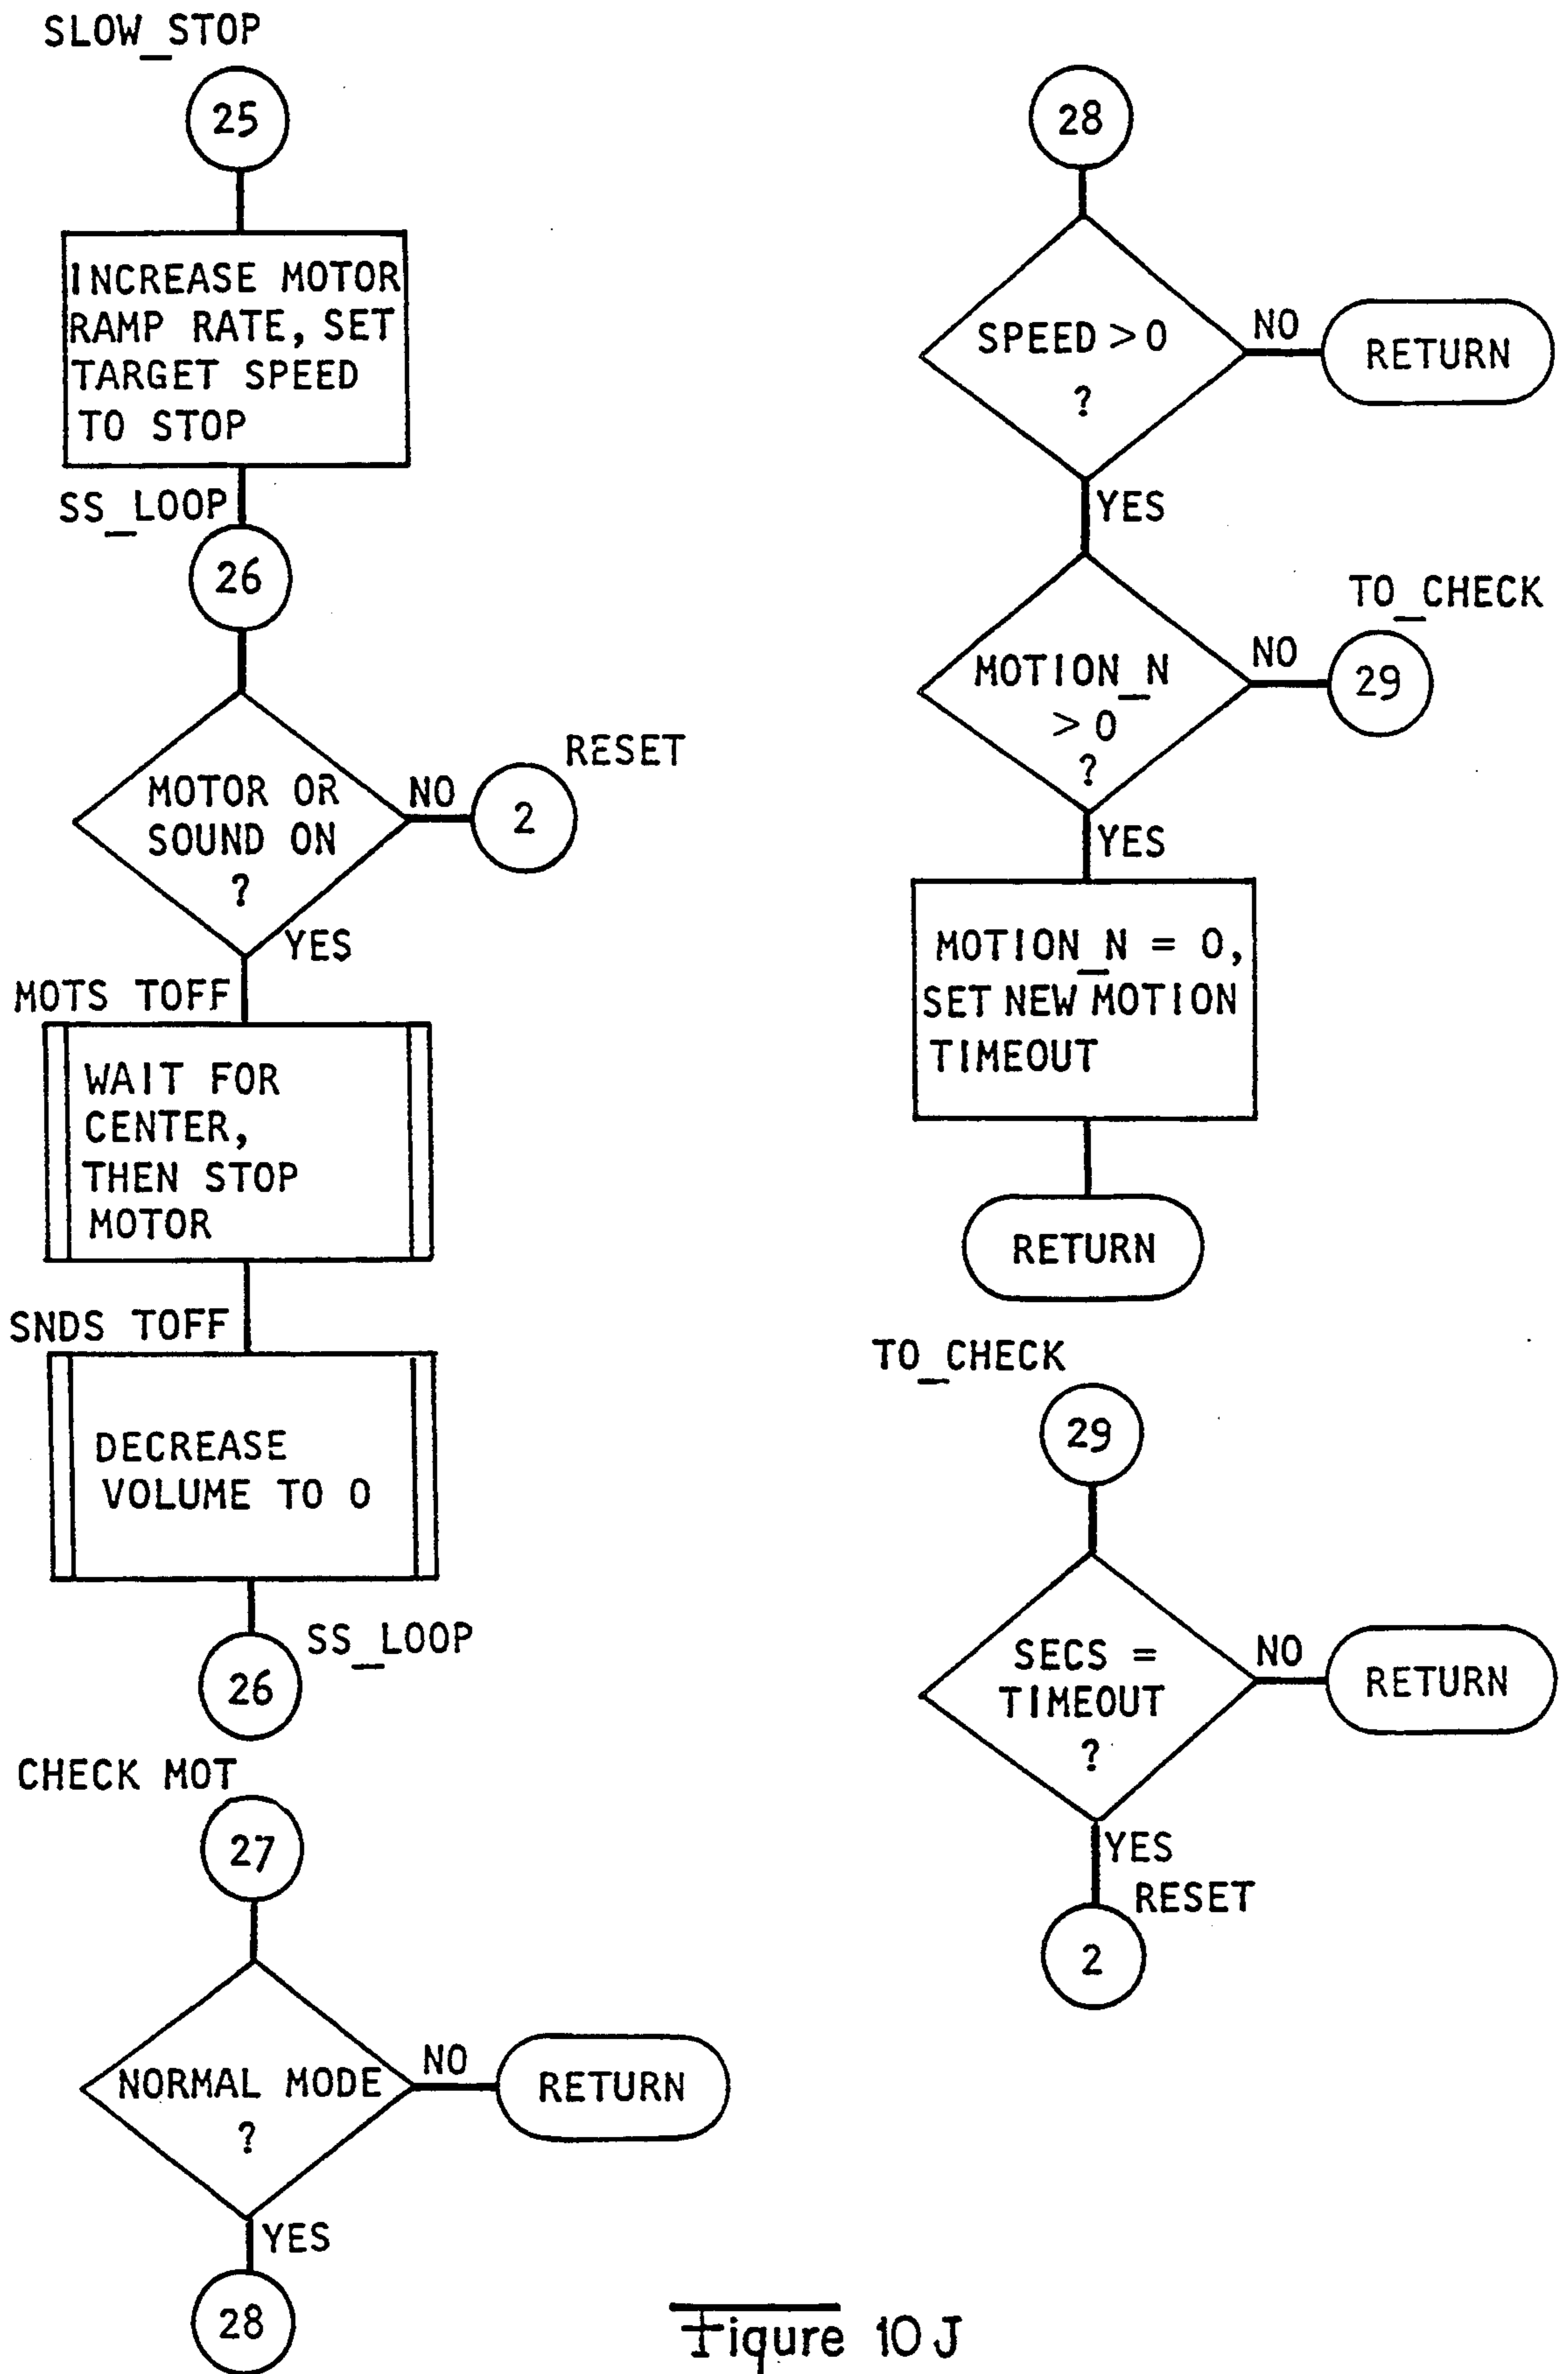 SLOW_STOP
25
INCREASE MOTOR
RAMP RATE, SET
TARGET SPEED
TO STOP
SS_LOOP
26
MOTOR OR
SOUND ON
?
NO
2
RESET
YES
MOTS TOFF
WAIT FOR
CENTER,
THEN STOP
MOTOR
SNDS TOFF
DECREASE
VOLUME TO 0
SS_LOOP
26
CHECK MOT
27
NORMAL MODE
?
NO
RETURN
YES
28
28
SPEED > 0
?
NO
RETURN
YES
MOTION_N
> 0
?
NO
TO_CHECK
29
YES
MOTION_N = 0,
SET NEW MOTION
TIMEOUT
RETURN
TO_CHECK
29
SECS =
TIMEOUT
?
NO
RETURN
YES
RESET
2
Figure 10J